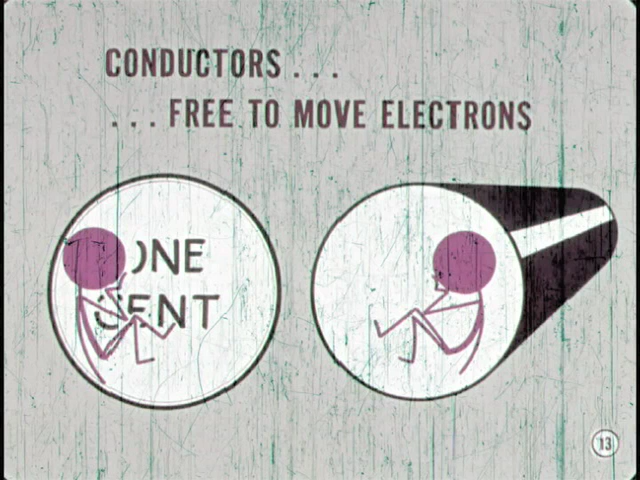 CONDUCTORS ...
... FREE TO MOVE ELECTRONS
ONE
CENT
13